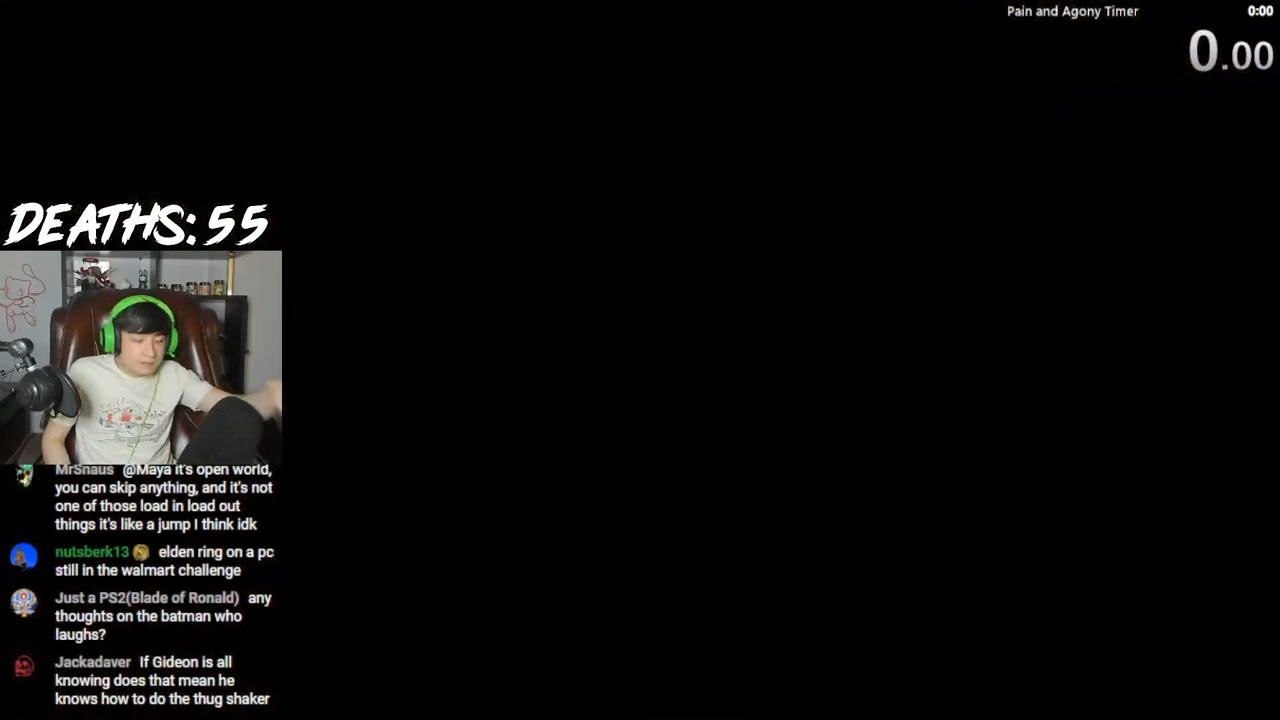 Pain and Agony Timer 0:00
0.00
DEATHS: 55
MrSnaus @Maya it's open world,
you can skip anything, and it's not
one of those load in load out
things it's like a jump I think idk
nutsberk13 elden ring on a pc
still in the walmart challenge
Just a PS2(Blade of Ronald) any
thoughts on the batman who
laughs?
Jackadaver If Gideon is all
knowing does that mean he
knows how to do the thug shaker